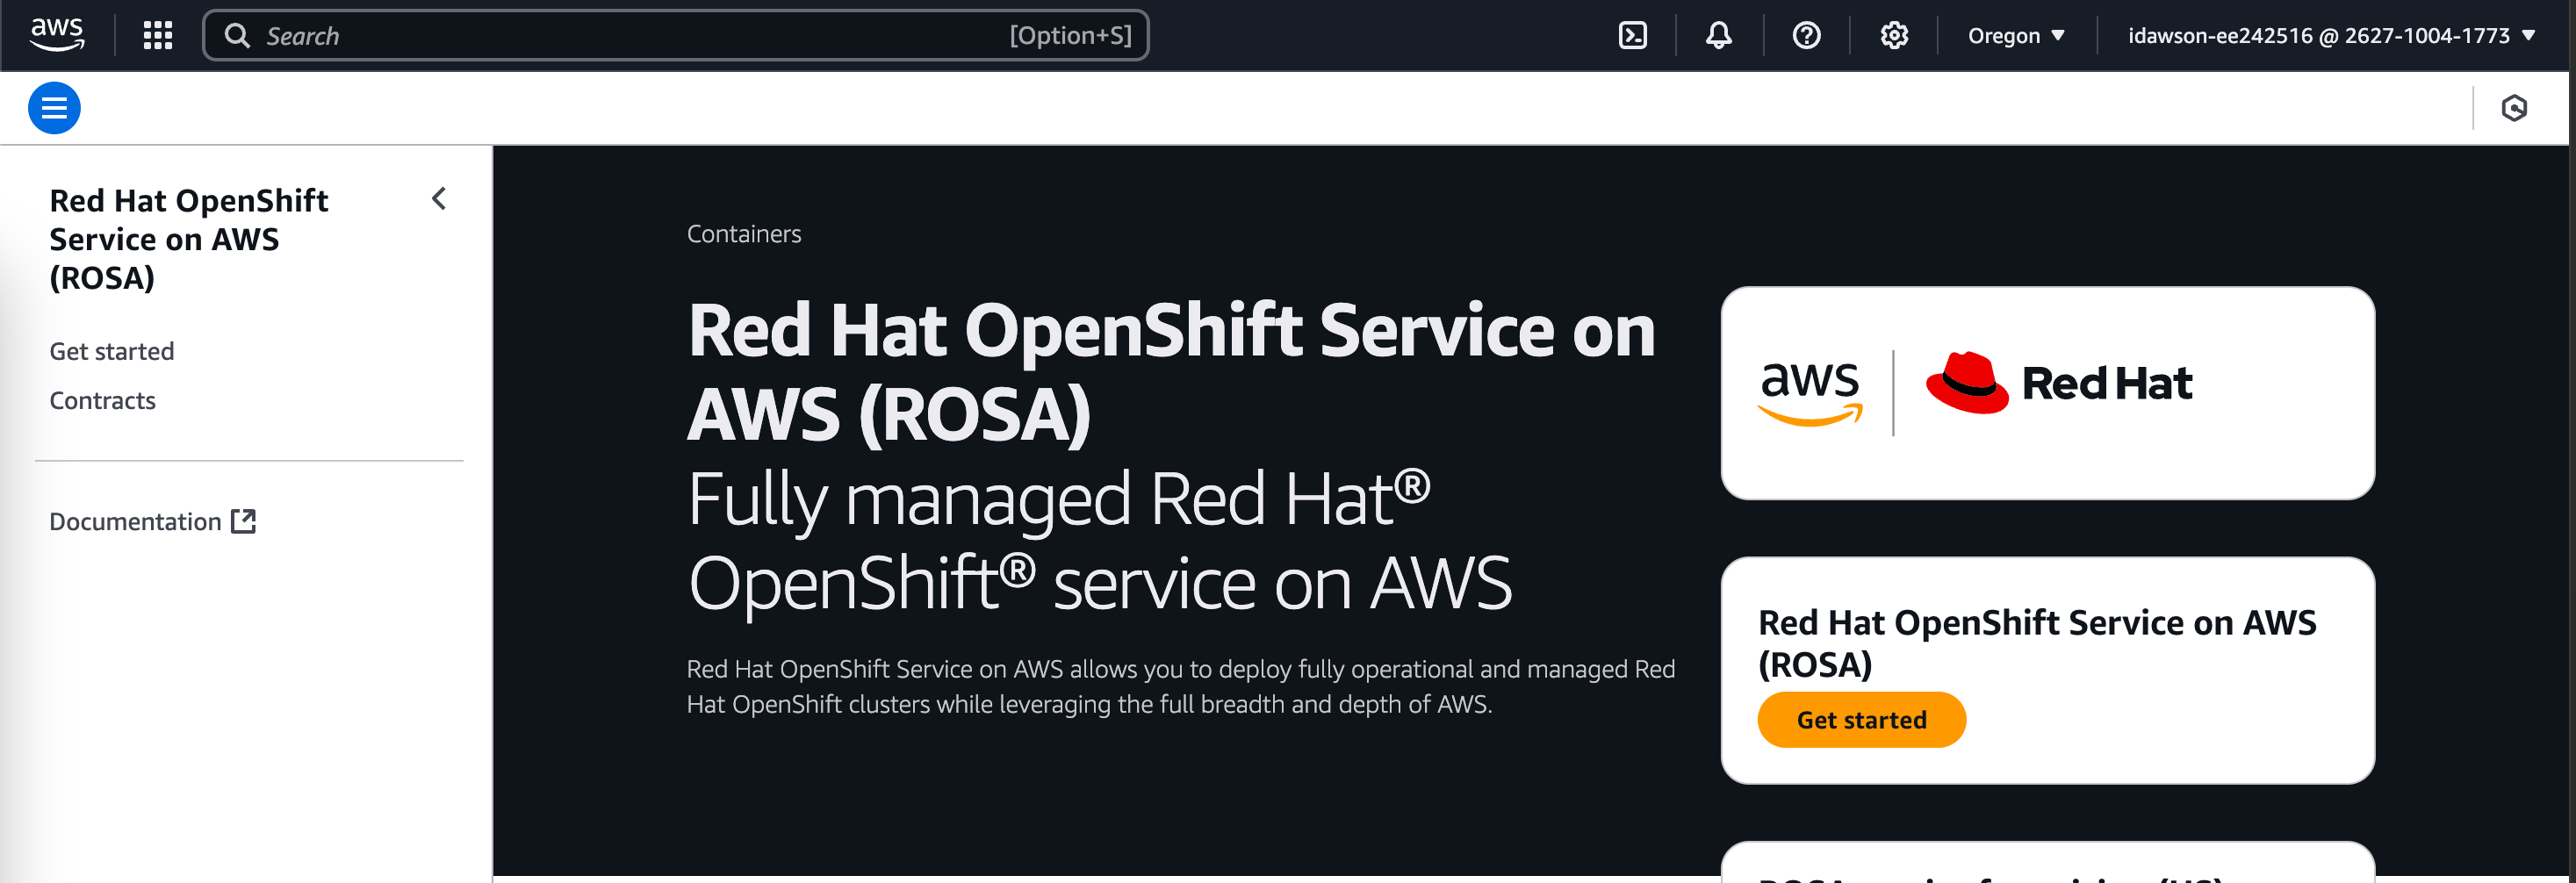 aws
Search
[Option+S]
Oregon
idawson-ee242516 @ 2627-1004-1773
Red Hat OpenShift
Service on AWS
(ROSA)
Get started
Contracts
Documentation
Containers
Red Hat OpenShift Service on
AWS (ROSA)
Fully managed Red Hat®
OpenShift® service on AWS
Red Hat OpenShift Service on AWS allows you to deploy fully operational and managed Red
Hat OpenShift clusters while leveraging the full breadth and depth of AWS.
aws
Red Hat
Red Hat OpenShift Service on AWS
(ROSA)
Get started